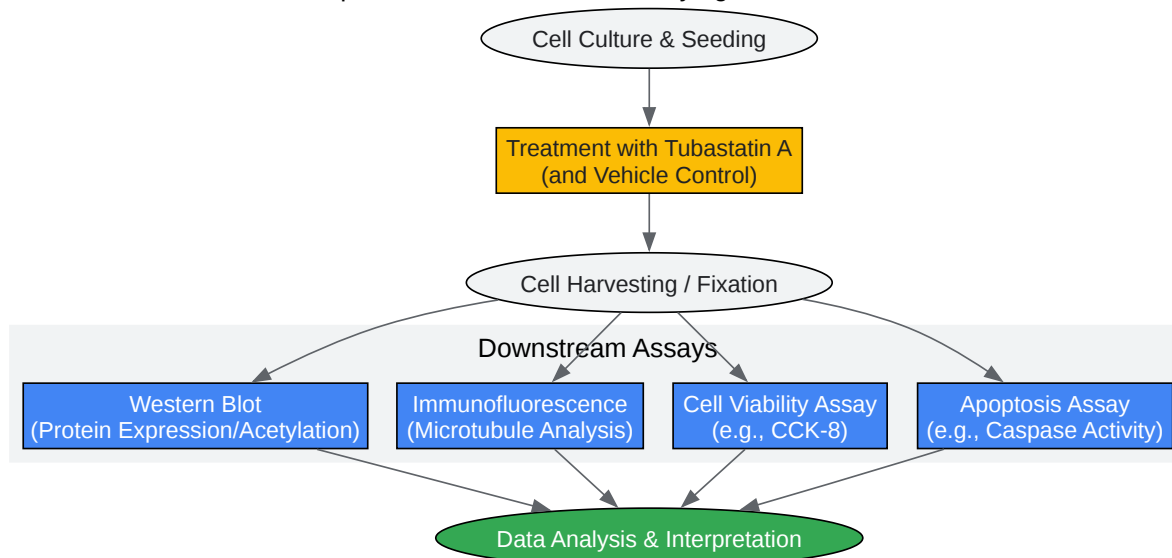 Cell Culture & Seeding
Treatment with Tubastatin A
(and Vehicle Control)
Cell Harvesting / Fixation
Downstream Assays
Western Blot
(Protein Expression/Acetylation)
Immunofluorescence
(Microtubule Analysis)
Cell Viability Assay
(e.g., CCK-8)
Apoptosis Assay
(e.g., Caspase Activity)
Data Analysis & Interpretation